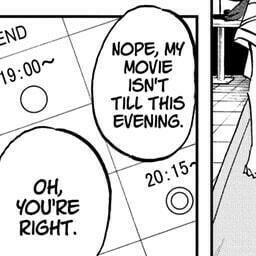 END
19:00～
NOPE, MY
MOVIE
ISN'T
TILL THIS
EVENING.
20:15～
OH,
YOU'RE
RIGHT.